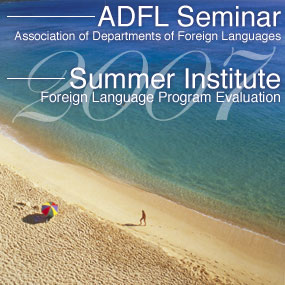 ADFL Seminar
Association of Departments of Foreign Languages
Summer Institute
Foreign Language Program Evaluation
2007